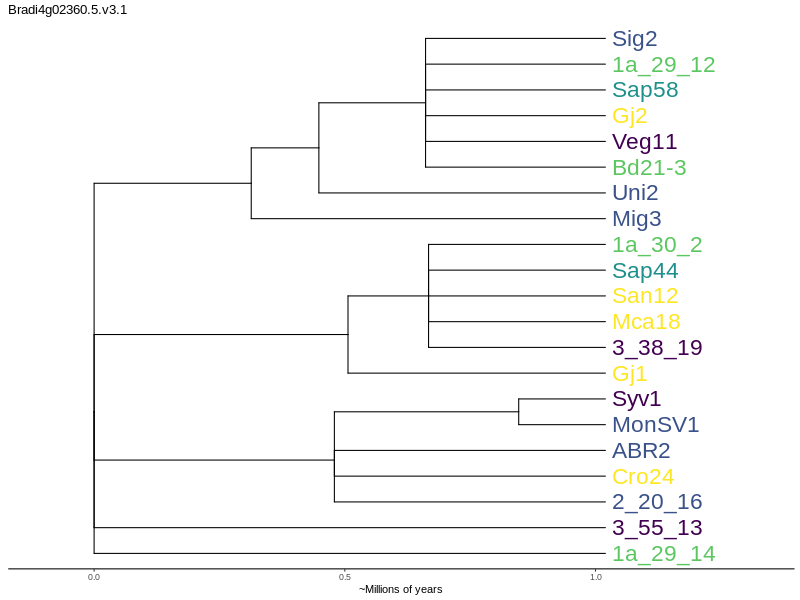 Bradi4g02360.5.v3.1
Sig2
1a_29_12
Sap58
Gj2
Veg11
Bd21-3
Uni2
Mig3
1a_30_2
Sap44
San12
Mca18
3_38_19
Gj1
Syv1
MonSV1
ABR2
Cro24
2_20_16
3_55_13
1a_29_14
0.0 0.5 1.0
~Millions of years